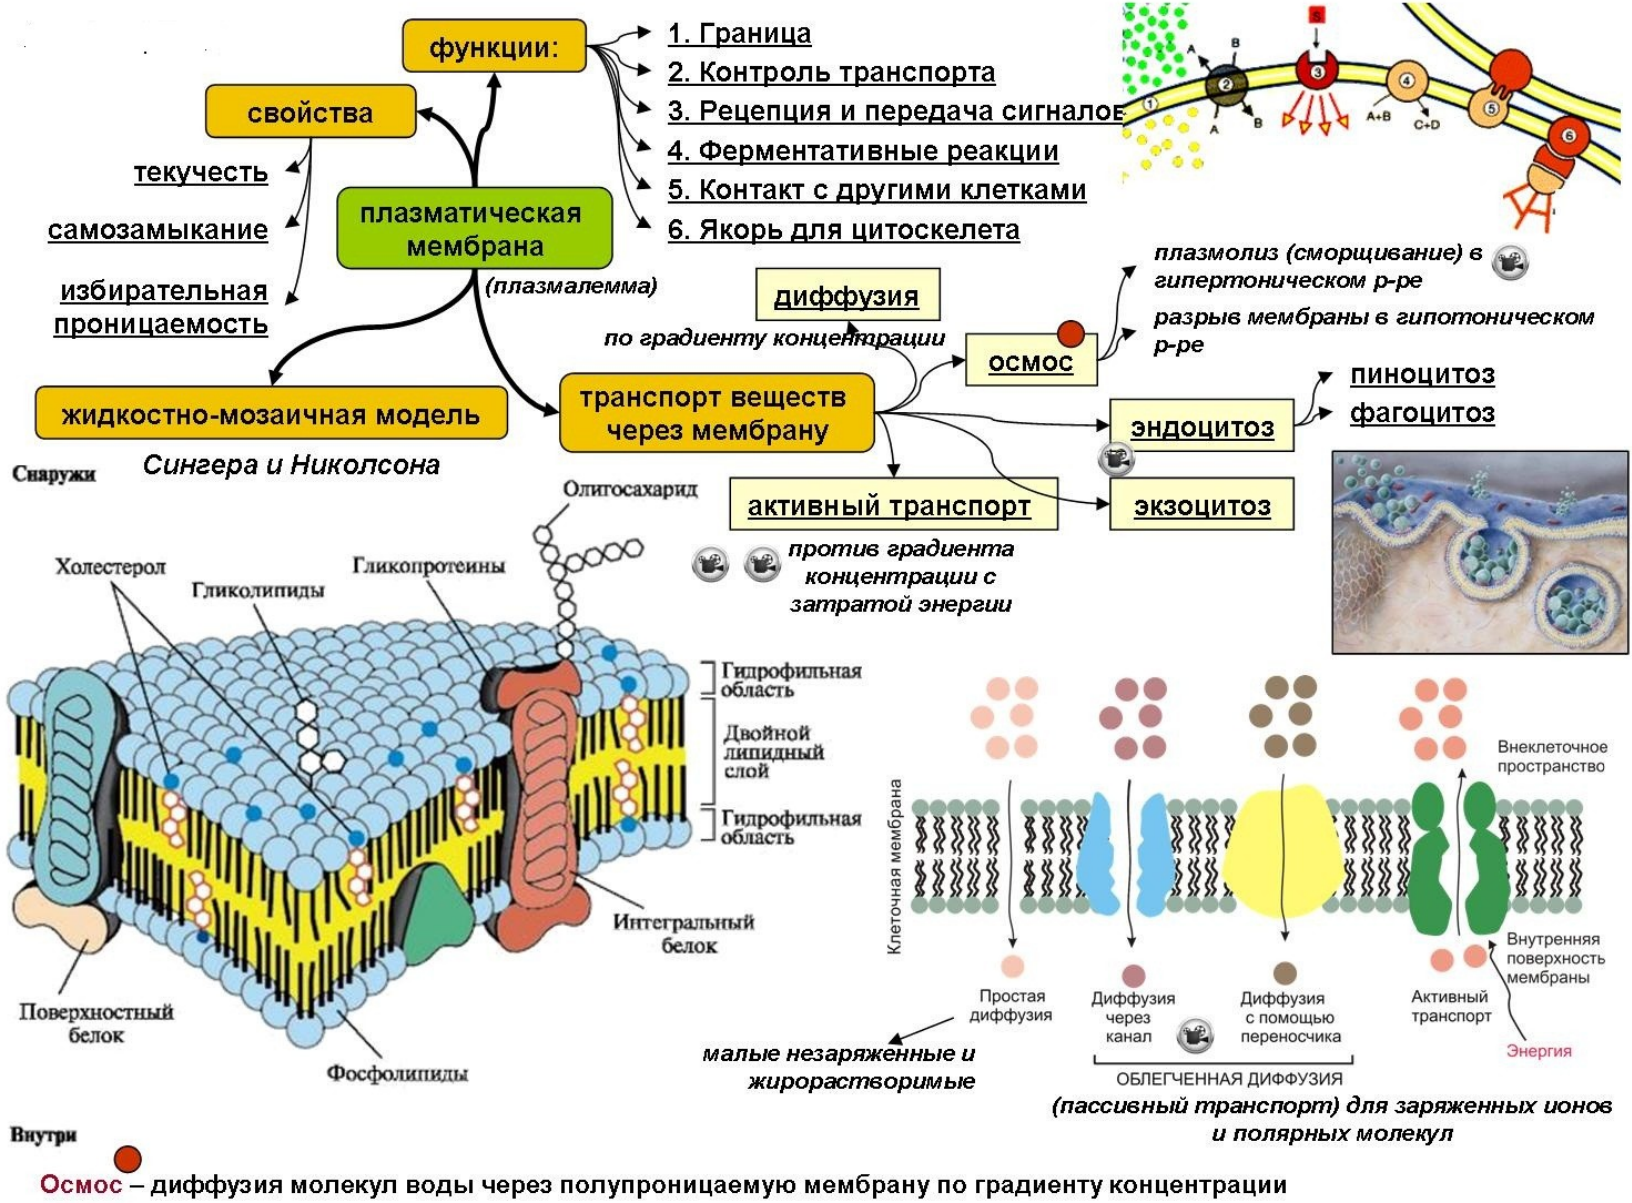 функции:
1. Граница
2. Контроль транспорта
3. Рецепция и передача сигналов
4. Ферментативные реакции
5. Контакт с другими клетками
6. Якорь для цитоскелета
свойства
текучесть
самозамыкание
избирательная
проницаемость
плазматическая
мембрана
(плазмалемма)
S
A
B
A
B
A+B
C+D
1
2
3
4
5
6
диффузия
по градиенту концентрации
осмос
плазмолиз (сморщивание) в
гипертоническом р-ре
разрыв мембраны в гипотоническом
р-ре
жидкостно-мозаичная модель
Сингера и Николсона
транспорт веществ
через мембрану
эндоцитоз
пиноцитоз
фагоцитоз
экзоцитоз
активный транспорт
против градиента
концентрации с
затратой энергии
Снаружи
Олигосахарид
Холестерол
Гликолипиды
Гликопротеины
Гидрофильная
область
Двойной
липидный
слой
Гидрофильная
область
Интегральный
белок
Поверхностный
белок
Фосфолипиды
Внутри
Клеточная мембрана
Внеклеточное
пространство
Внутренняя
поверхность
мембраны
Простая
диффузия
Диффузия
через
канал
Диффузия
с помощью
переносчика
Активный
транспорт
Энергия
малые незаряженные и
жирорастворимые
ОБЛЕГЧЕННАЯ ДИФФУЗИЯ
(пассивный транспорт) для заряженных ионов
и полярных молекул
Осмос – диффузия молекул воды через полупроницаемую мембрану по градиенту концентрации